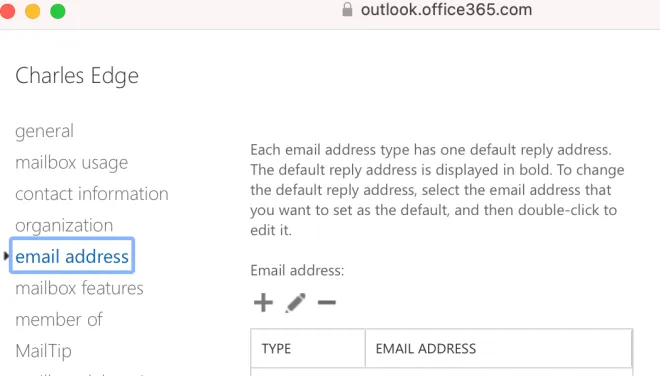 outlook.office365.com
Charles Edge
general
mailbox usage
contact information
organization
email address
mailbox features
member of
MailTip
Each email address type has one default reply address.
The default reply address is displayed in bold. To change
the default reply address, select the email address that
you want to set as the default, and then double-click to
edit it.
Email address:
TYPE EMAIL ADDRESS